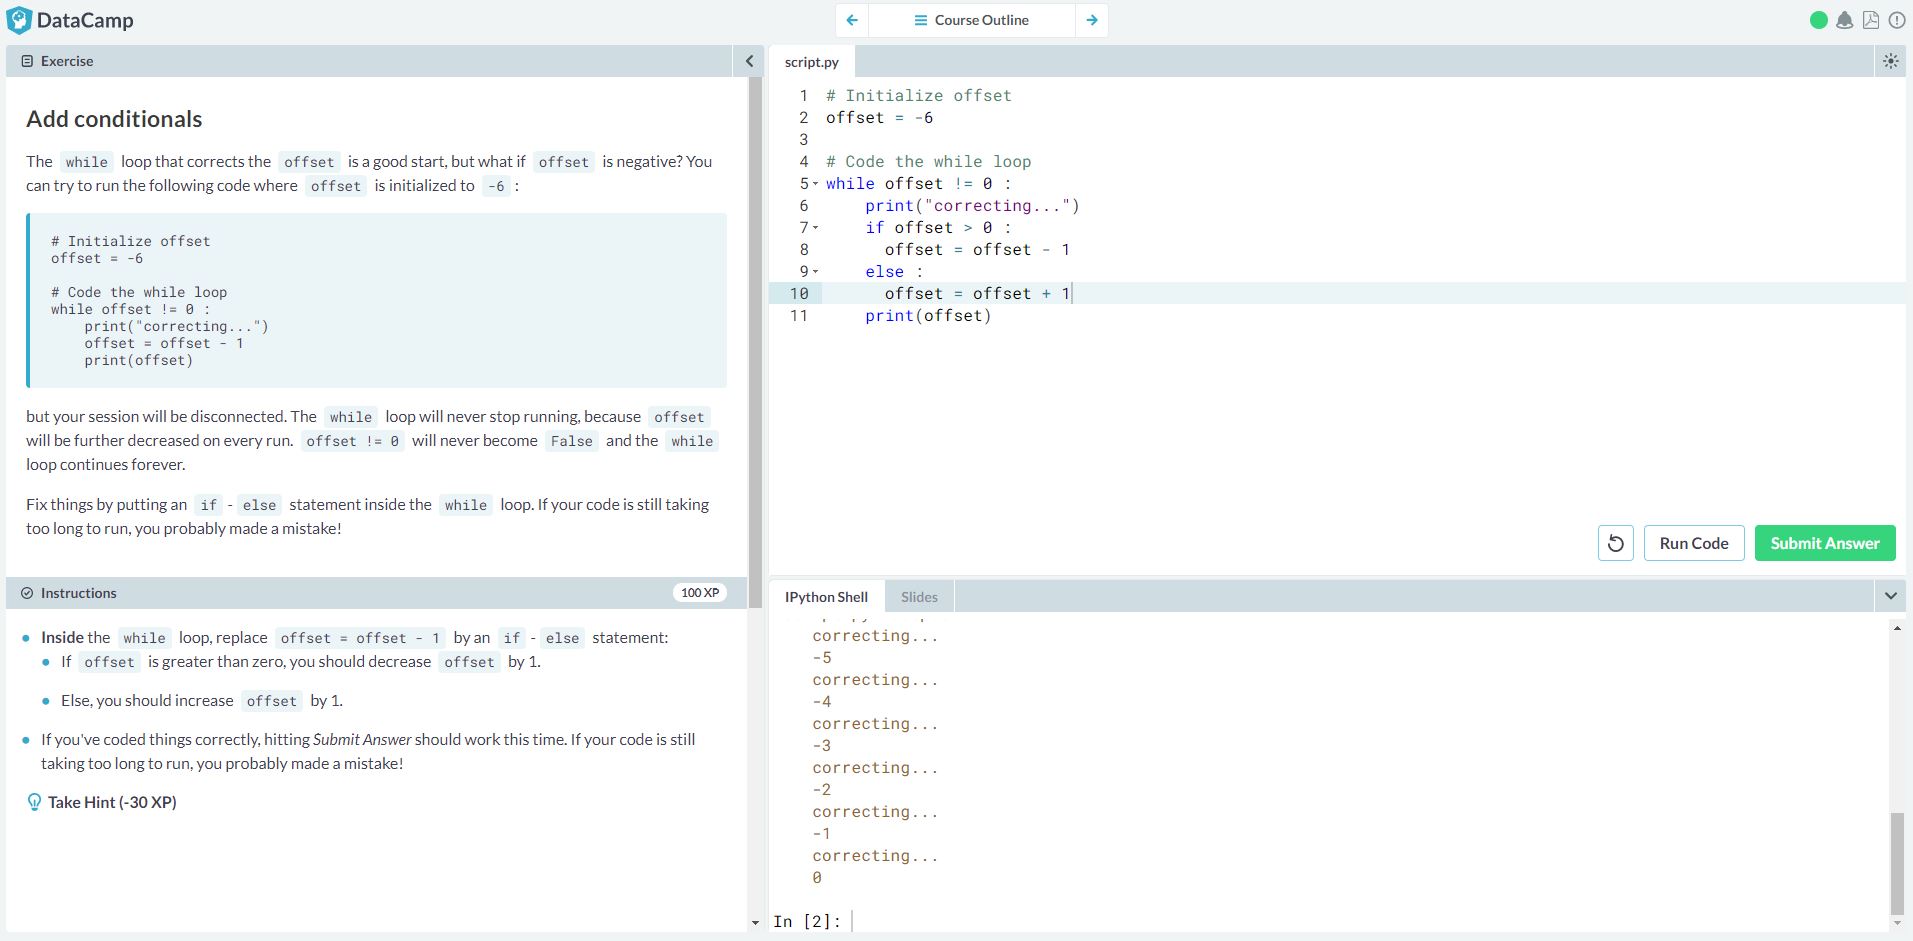 DataCamp
Course Outline
Exercise
Add conditionals
The while loop that corrects the offset is a good start, but what if offset is negative? You
can try to run the following code where offset is initialized to -6 :
# Initialize offset
offset = -6
# Code the while loop
while offset != 0 :
    print("correcting...")
    offset = offset - 1
    print(offset)
but your session will be disconnected. The while loop will never stop running, because offset
will be further decreased on every run. offset != 0 will never become False and the while
loop continues forever.
Fix things by putting an if - else statement inside the while loop. If your code is still taking
too long to run, you probably made a mistake!
Instructions
100 XP
Inside the while loop, replace offset = offset - 1 by an if - else statement:
If offset is greater than zero, you should decrease offset by 1.
Else, you should increase offset by 1.
If you've coded things correctly, hitting Submit Answer should work this time. If your code is still
taking too long to run, you probably made a mistake!
Take Hint (-30 XP)
script.py
1 # Initialize offset
2 offset = -6
3
4 # Code the while loop
5 while offset != 0 :
6     print("correcting...")
7     if offset > 0 :
8       offset = offset - 1
9     else :
10       offset = offset + 1
11     print(offset)
Run Code
Submit Answer
IPython Shell
Slides
correcting...
-5
correcting...
-4
correcting...
-3
correcting...
-2
correcting...
-1
correcting...
0
In [2]: